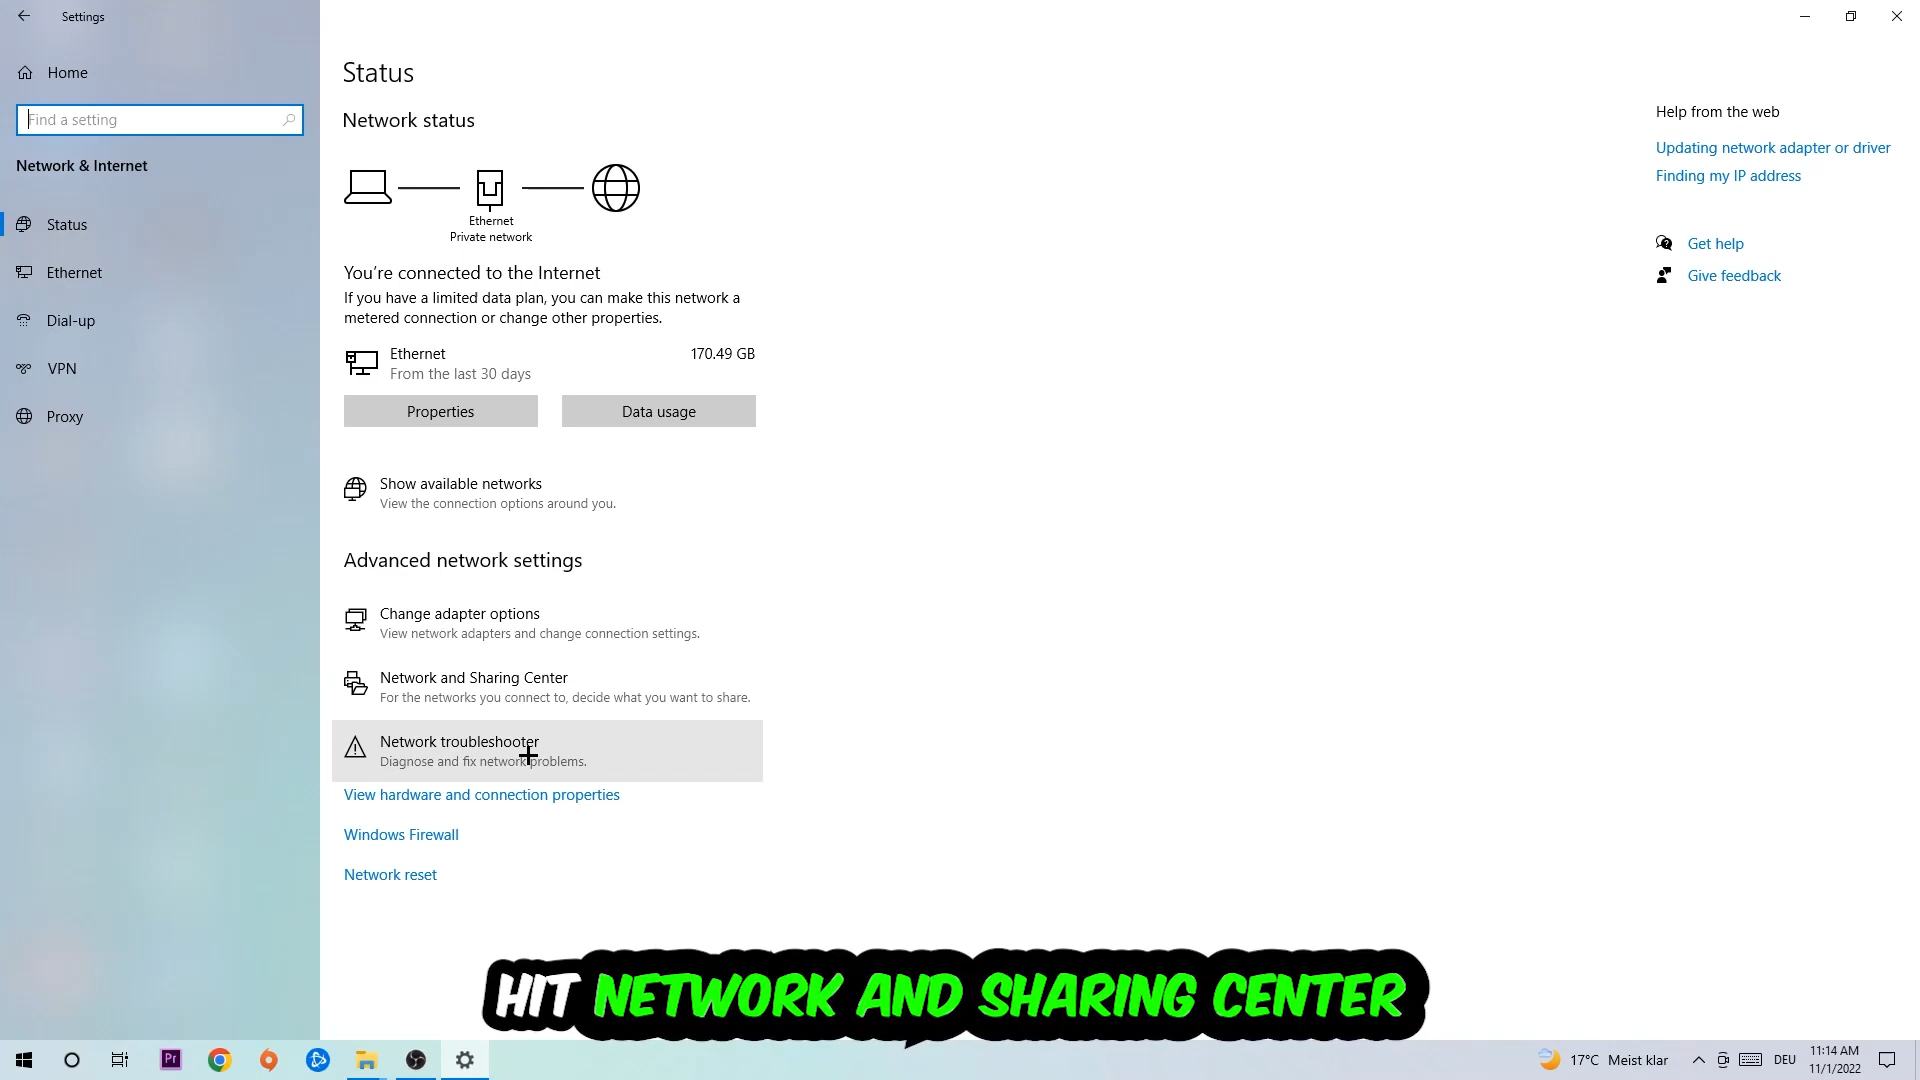 Settings
Home
Find a setting
Network & Internet
Status
Ethernet
Dial-up
VPN
Proxy
Status
Network status
Ethernet
Private network
You're connected to the Internet
If you have a limited data plan, you can make this network a
metered connection or change other properties.
Ethernet 170.49 GB
From the last 30 days
Properties Data usage
Show available networks
View the connection options around you.
Advanced network settings
Change adapter options
View network adapters and change connection settings.
Network and Sharing Center
For the networks you connect to, decide what you want to share.
Network troubleshooter
Diagnose and fix network problems.
View hardware and connection properties
Windows Firewall
Network reset
Help from the web
Updating network adapter or driver
Finding my IP address
Get help
Give feedback
HIT NETWORK AND SHARING CENTER
Pr
17°C Meist klar
DEU
11:14 AM
11/1/2022